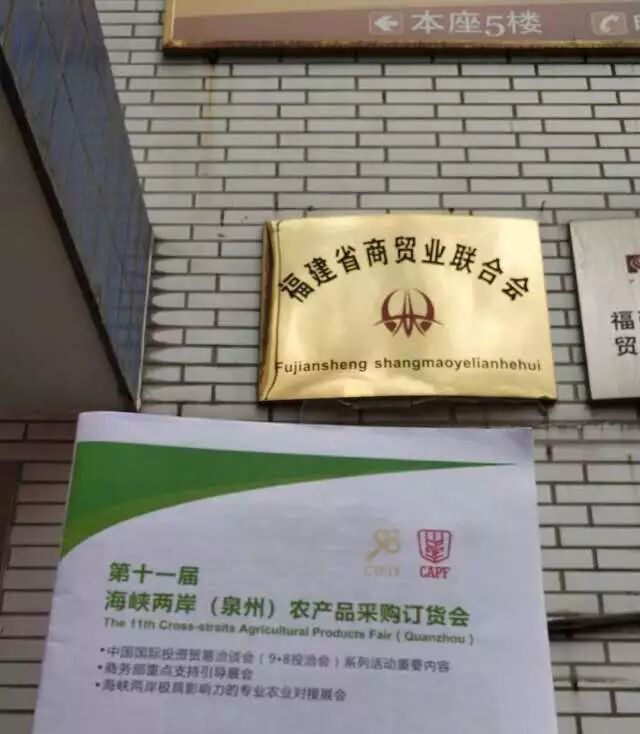 本座5楼
福建省商贸业联合会
Fujiansheng shangmaoyelianhehui
福
贸
98
CIFIT
CAPF
第十一届
海峡两岸（泉州）农产品采购订货会
The 11th Cross-straits Agricultural Products Fair ( Quanzhou )
•中国国际投资贸易洽谈会（9•8投洽会）系列活动重要内容
•商务部重点支持引导展会
•海峡两岸极具影响力的专业农业对接展会